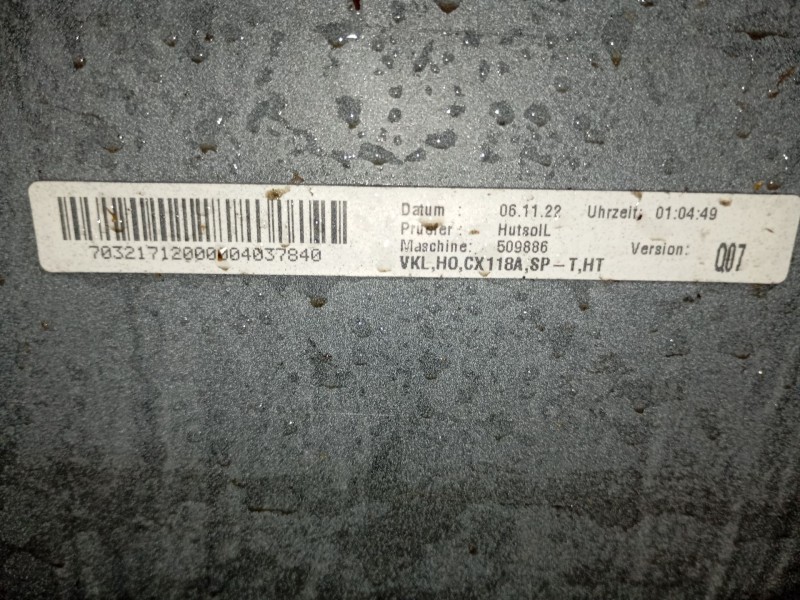 Datum : 06.11.22 Uhrzeit: 01:04:49
Pruefer : HutsolL
Maschine: 509886 Version: Q07
VKL,HO,CX118A,SP-T,HT
70321712000004037840